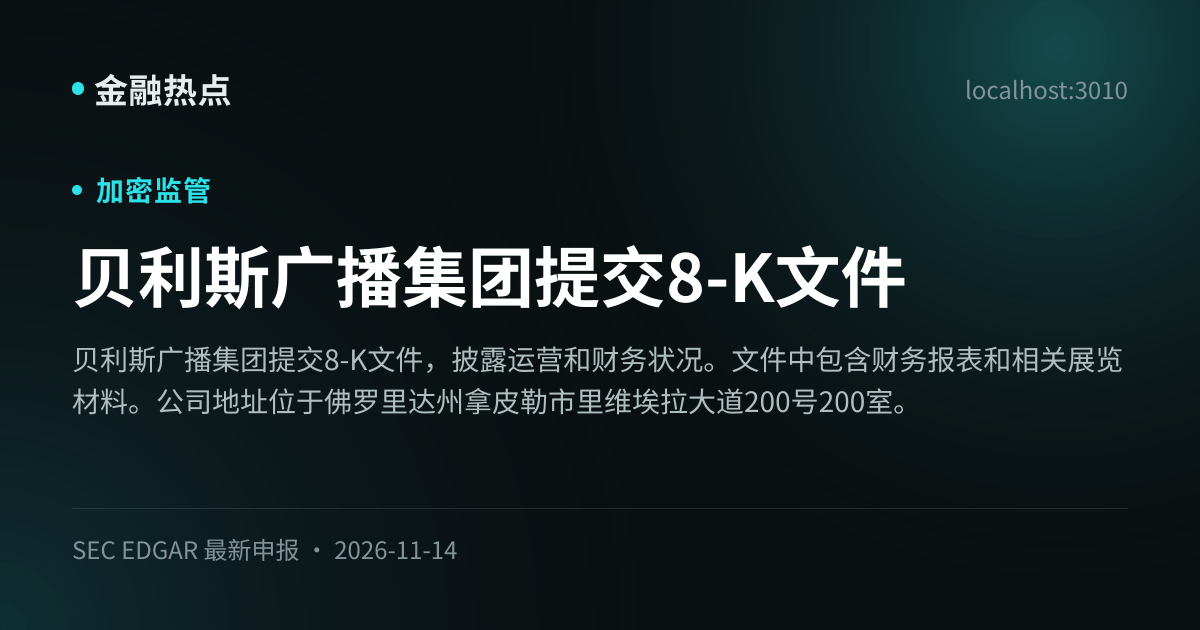 金融热点
localhost:3010
加密监管
贝利斯广播集团提交8-K文件
贝利斯广播集团提交8-K文件，披露运营和财务状况。文件中包含财务报表和相关展览
材料。公司地址位于佛罗里达州拿皮勒市里维埃拉大道200号200室。
SEC EDGAR 最新申报 · 2026-11-14